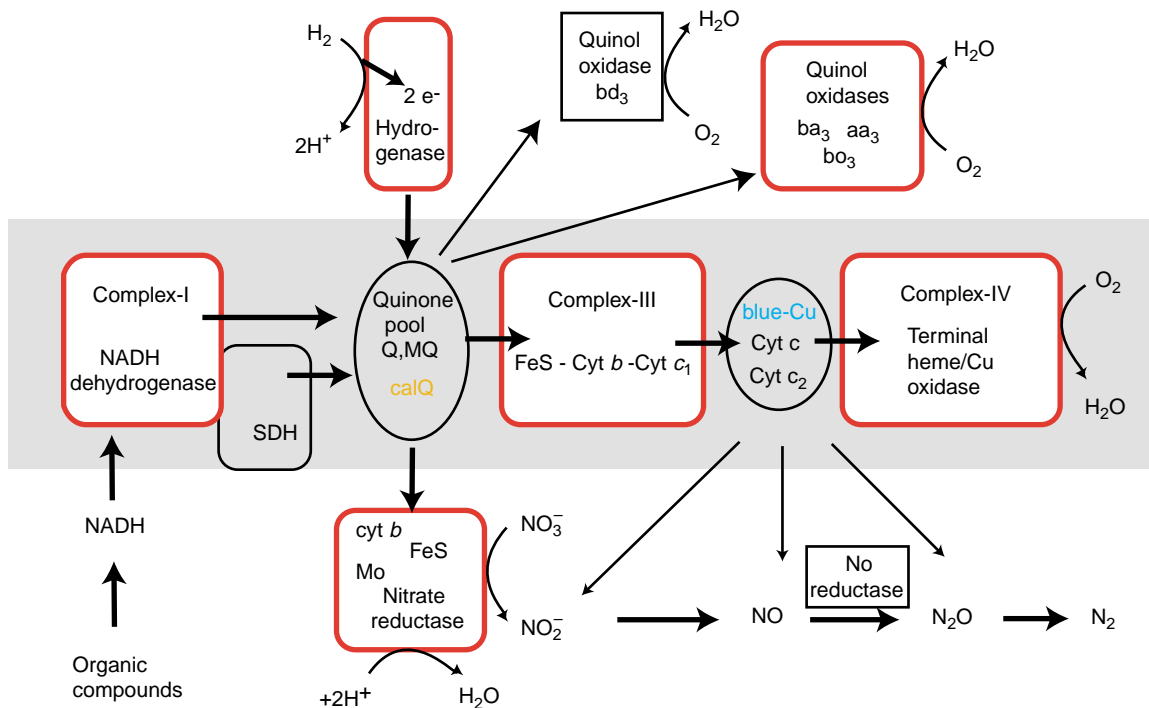 H₂
2 e-
Hydro-
genase
2H⁺
Quinol
oxidase
bd₃
H₂O
O₂
Quinol
oxidases
ba₃ aa₃
bo₃
H₂O
O₂
Complex-I
NADH
dehydrogenase
SDH
Quinone
pool
Q,MQ
calQ
Complex-III
FeS - Cyt b -Cyt c₁
blue-Cu
Cyt c
Cyt c₂
Complex-IV
Terminal
heme/Cu
oxidase
O₂
H₂O
NADH
Organic
compounds
cyt b
FeS
Mo
Nitrate
reductase
NO₃⁻
NO₂⁻
+2H⁺
H₂O
NO
No
reductase
N₂O
N₂